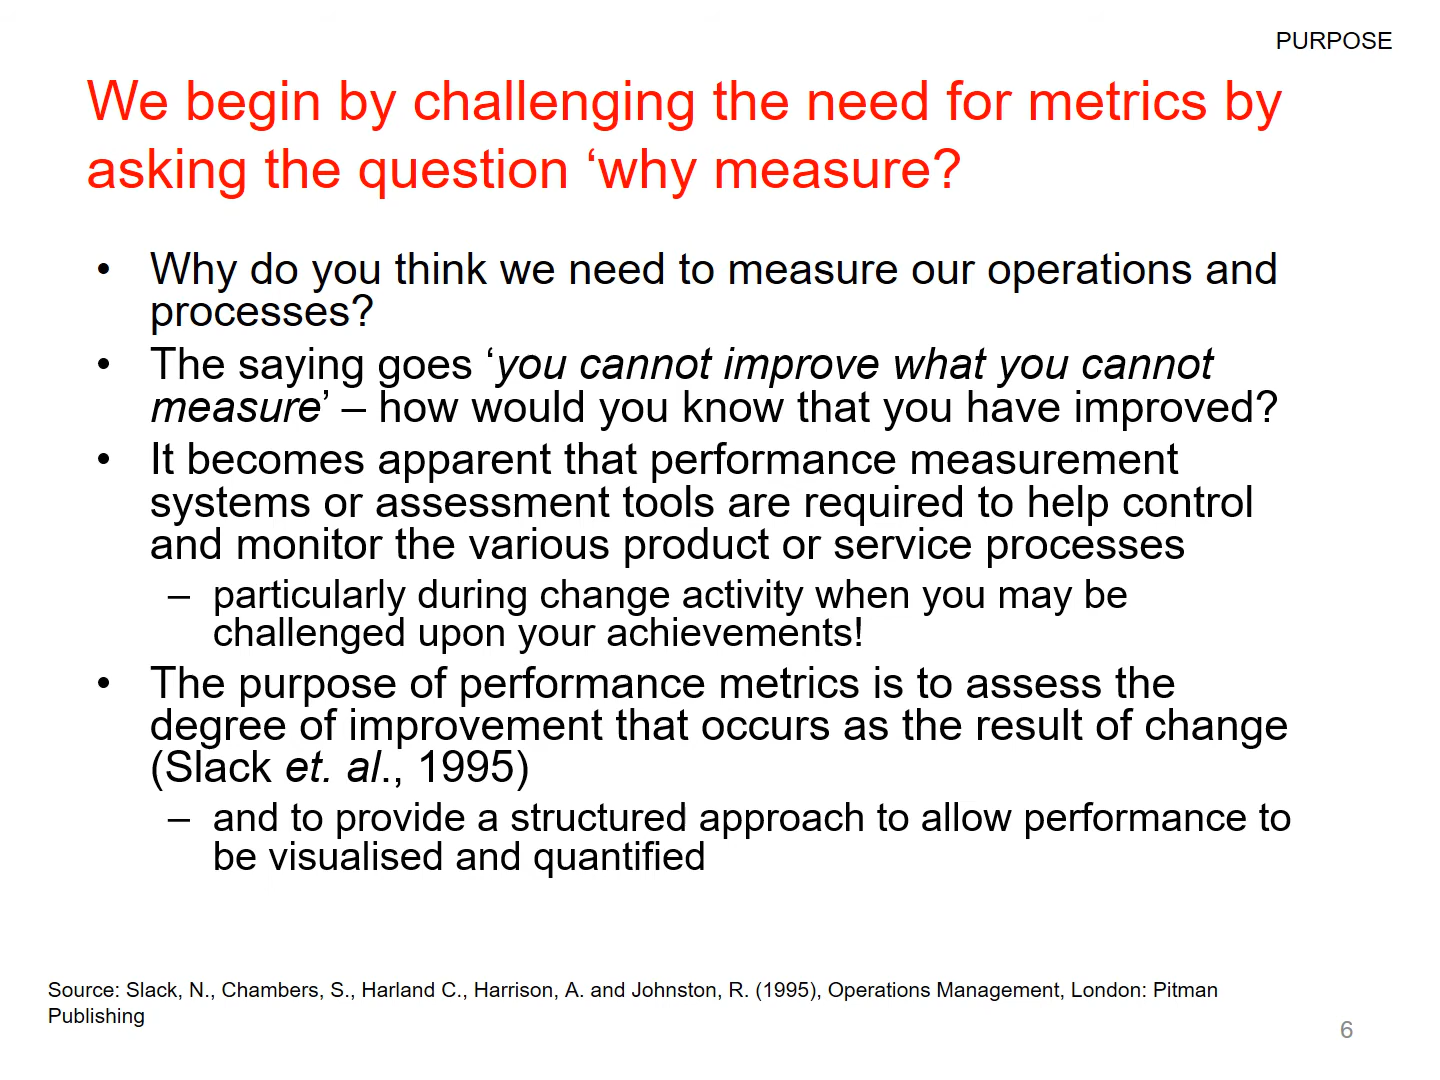 PURPOSE
We begin by challenging the need for metrics by
asking the question ‘why measure?
• Why do you think we need to measure our operations and
processes?
• The saying goes ‘you cannot improve what you cannot
measure’ – how would you know that you have improved?
• It becomes apparent that performance measurement
systems or assessment tools are required to help control
and monitor the various product or service processes
– particularly during change activity when you may be
challenged upon your achievements!
• The purpose of performance metrics is to assess the
degree of improvement that occurs as the result of change
(Slack et. al., 1995)
– and to provide a structured approach to allow performance to
be visualised and quantified
Source: Slack, N., Chambers, S., Harland C., Harrison, A. and Johnston, R. (1995), Operations Management, London: Pitman
Publishing
6